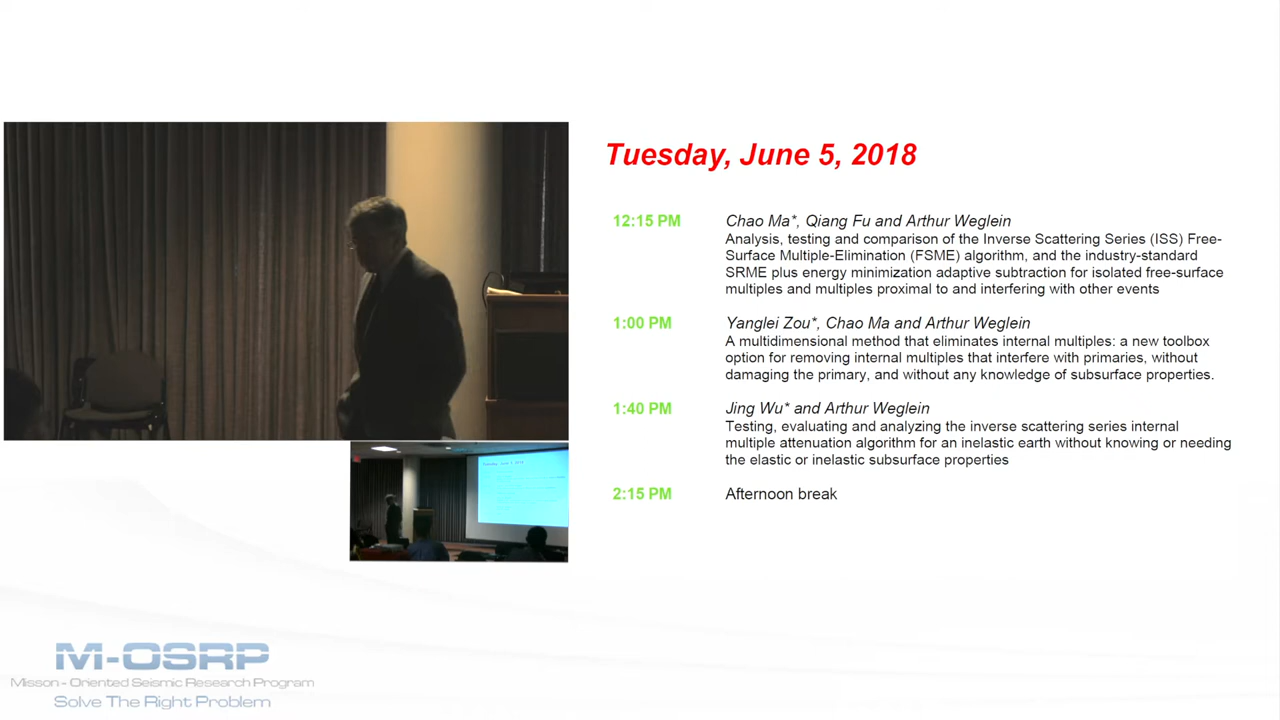 Tuesday, June 5, 2018
12:15 PM Chao Ma*, Qiang Fu and Arthur Weglein
Analysis, testing and comparison of the Inverse Scattering Series (ISS) Free-
Surface Multiple-Elimination (FSME) algorithm, and the industry-standard
SRME plus energy minimization adaptive subtraction for isolated free-surface
multiples and multiples proximal to and interfering with other events
1:00 PM Yanglei Zou*, Chao Ma and Arthur Weglein
A multidimensional method that eliminates internal multiples: a new toolbox
option for removing internal multiples that interfere with primaries, without
damaging the primary, and without any knowledge of subsurface properties.
1:40 PM Jing Wu* and Arthur Weglein
Testing, evaluating and analyzing the inverse scattering series internal
multiple attenuation algorithm for an inelastic earth without knowing or needing
the elastic or inelastic subsurface properties
2:15 PM Afternoon break
Tuesday, June 5, 2018
M-OSRP
Misson - Oriented Seismic Research Program
Solve The Right Problem